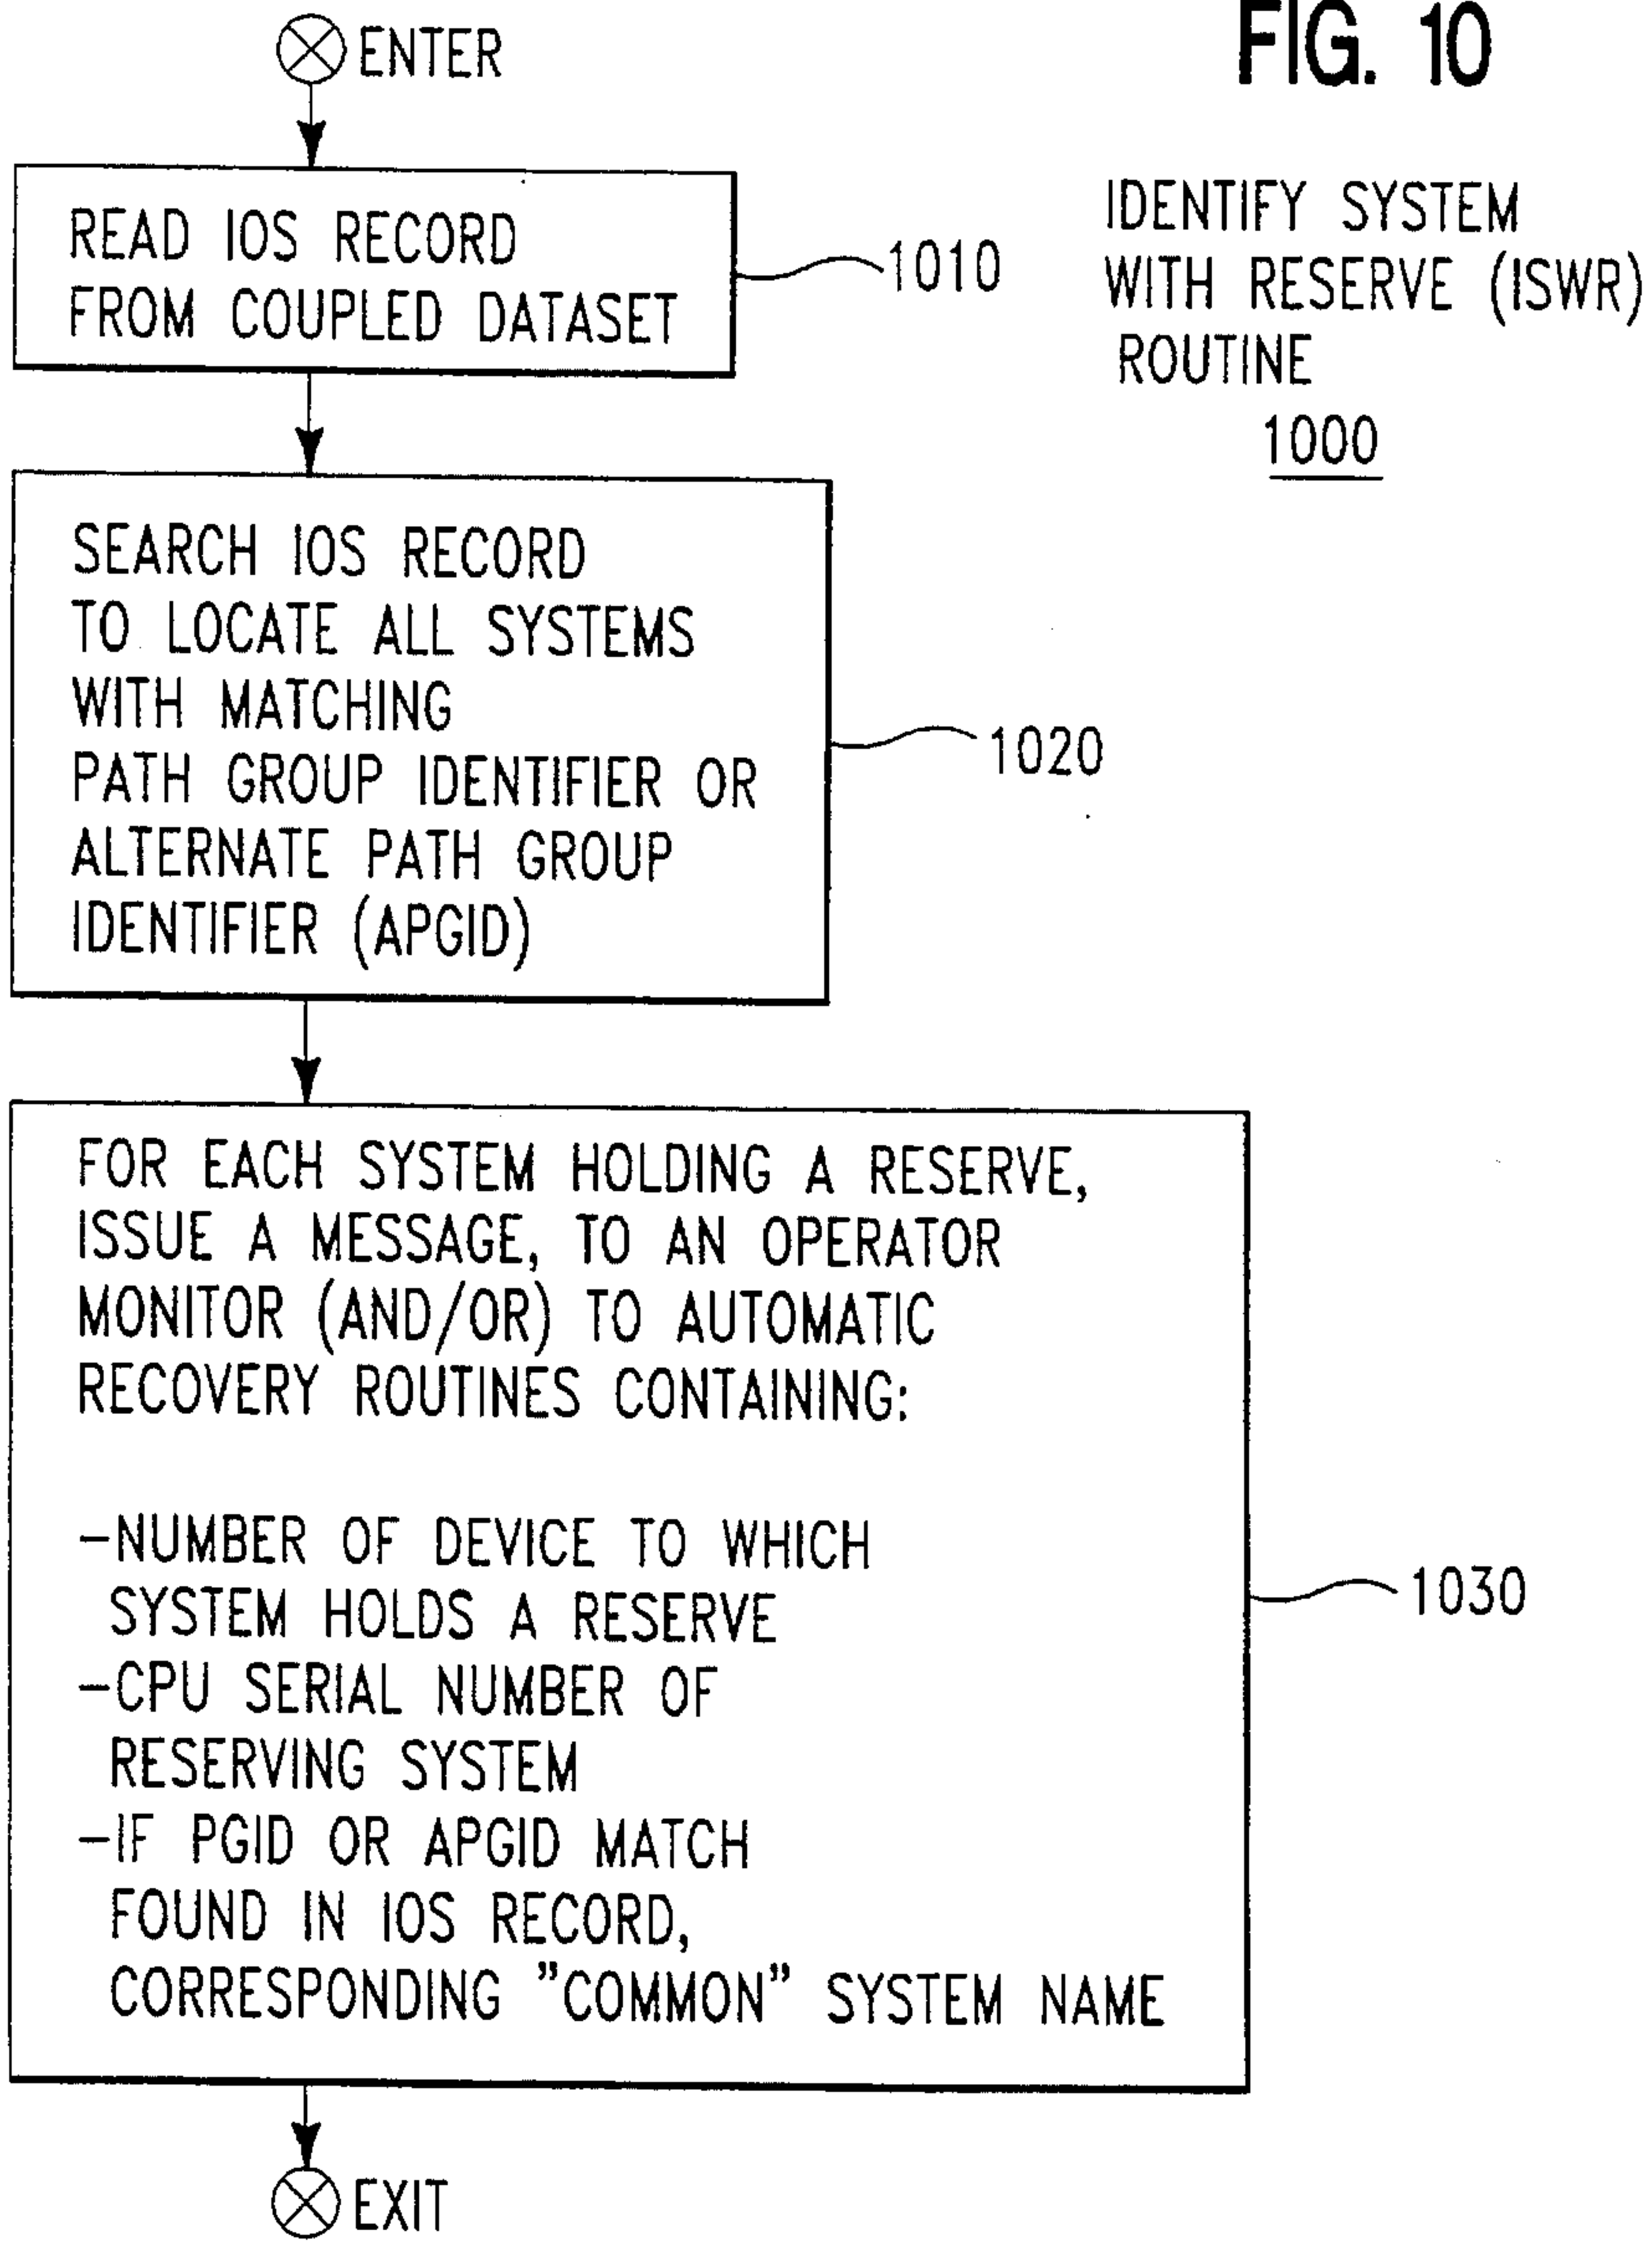 FIG. 10
IDENTIFY SYSTEM
WITH RESERVE (ISWR)
ROUTINE
1000
ENTER
READ IOS RECORD
FROM COUPLED DATASET
1010
SEARCH IOS RECORD
TO LOCATE ALL SYSTEMS
WITH MATCHING
PATH GROUP IDENTIFIER OR
ALTERNATE PATH GROUP
IDENTIFIER (APGID)
1020
FOR EACH SYSTEM HOLDING A RESERVE,
ISSUE A MESSAGE, TO AN OPERATOR
MONITOR (AND/OR) TO AUTOMATIC
RECOVERY ROUTINES CONTAINING:
-NUMBER OF DEVICE TO WHICH
SYSTEM HOLDS A RESERVE
-CPU SERIAL NUMBER OF
RESERVING SYSTEM
-IF PGID OR APGID MATCH
FOUND IN IOS RECORD,
CORRESPONDING "COMMON" SYSTEM NAME
1030
EXIT